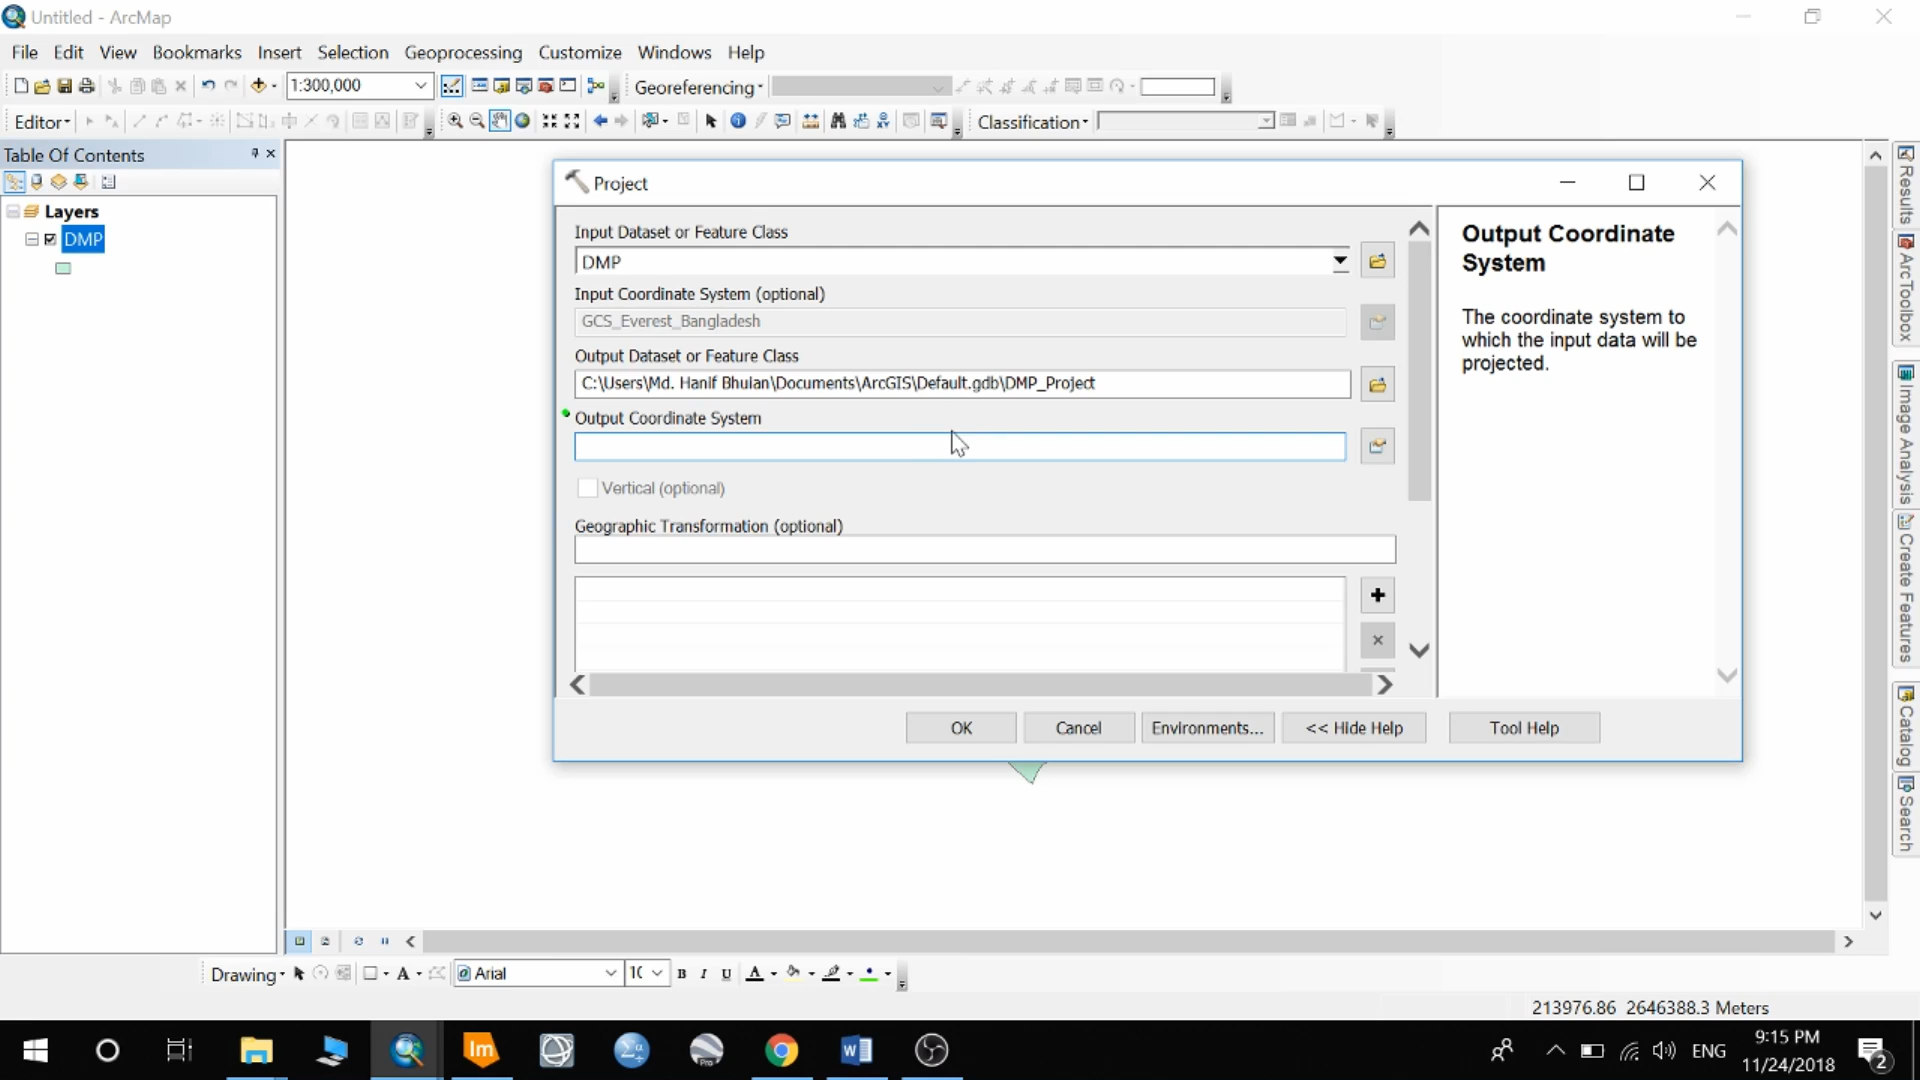 Untitled - ArcMap
File Edit View Bookmarks Insert Selection Geoprocessing Customize Windows Help
1:300,000 Georeferencing
Editor Classification
Table Of Contents
Layers
DMP
Project
Input Dataset or Feature Class
DMP
Input Coordinate System (optional)
GCS_Everest_Bangladesh
Output Dataset or Feature Class
C:\Users\Md. Hanif Bhuian\Documents\ArcGIS\Default.gdb\DMP_Project
Output Coordinate System
Vertical (optional)
Geographic Transformation (optional)
OK Cancel Environments... << Hide Help Tool Help
Output Coordinate
System
The coordinate system to
which the input data will be
projected.
Results
ArcToolbox
Image Analysis
Create Features
Catalog
Search
Drawing A Arial 10 B I U A
213976.86 2646388.3 Meters
Im
Σα
Pro
W
ENG
9:15 PM
11/24/2018
2